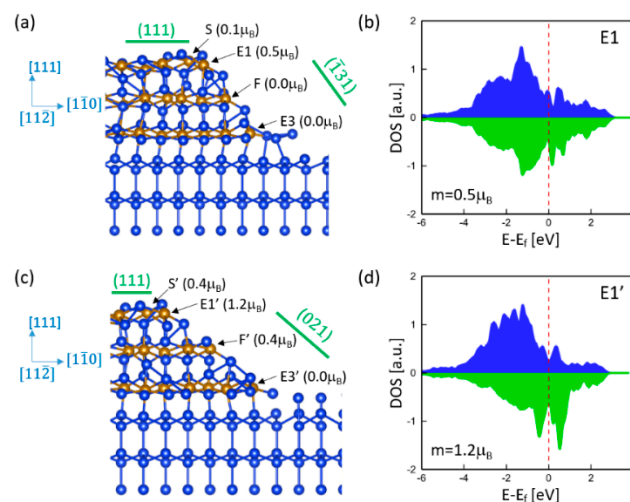 (a)
(111)
S (0.1μB)
E1 (0.5μB)
F (0.0μB)
E3 (0.0μB)
(1̄31)
[111]
[11̄0]
[112̄]
(b)
E1
DOS [a.u.]
2
1
0
-1
-2
m=0.5μB
-6 -4 -2 0 2 4
E-Ef [eV]
(c)
(111)
S’ (0.4μB)
E1’ (1.2μB)
F’ (0.4μB)
E3’ (0.0μB)
(021)
[111]
[11̄0]
[112̄]
(d)
E1’
DOS [a.u.]
2
1
0
-1
-2
m=1.2μB
-6 -4 -2 0 2 4
E-Ef [eV]